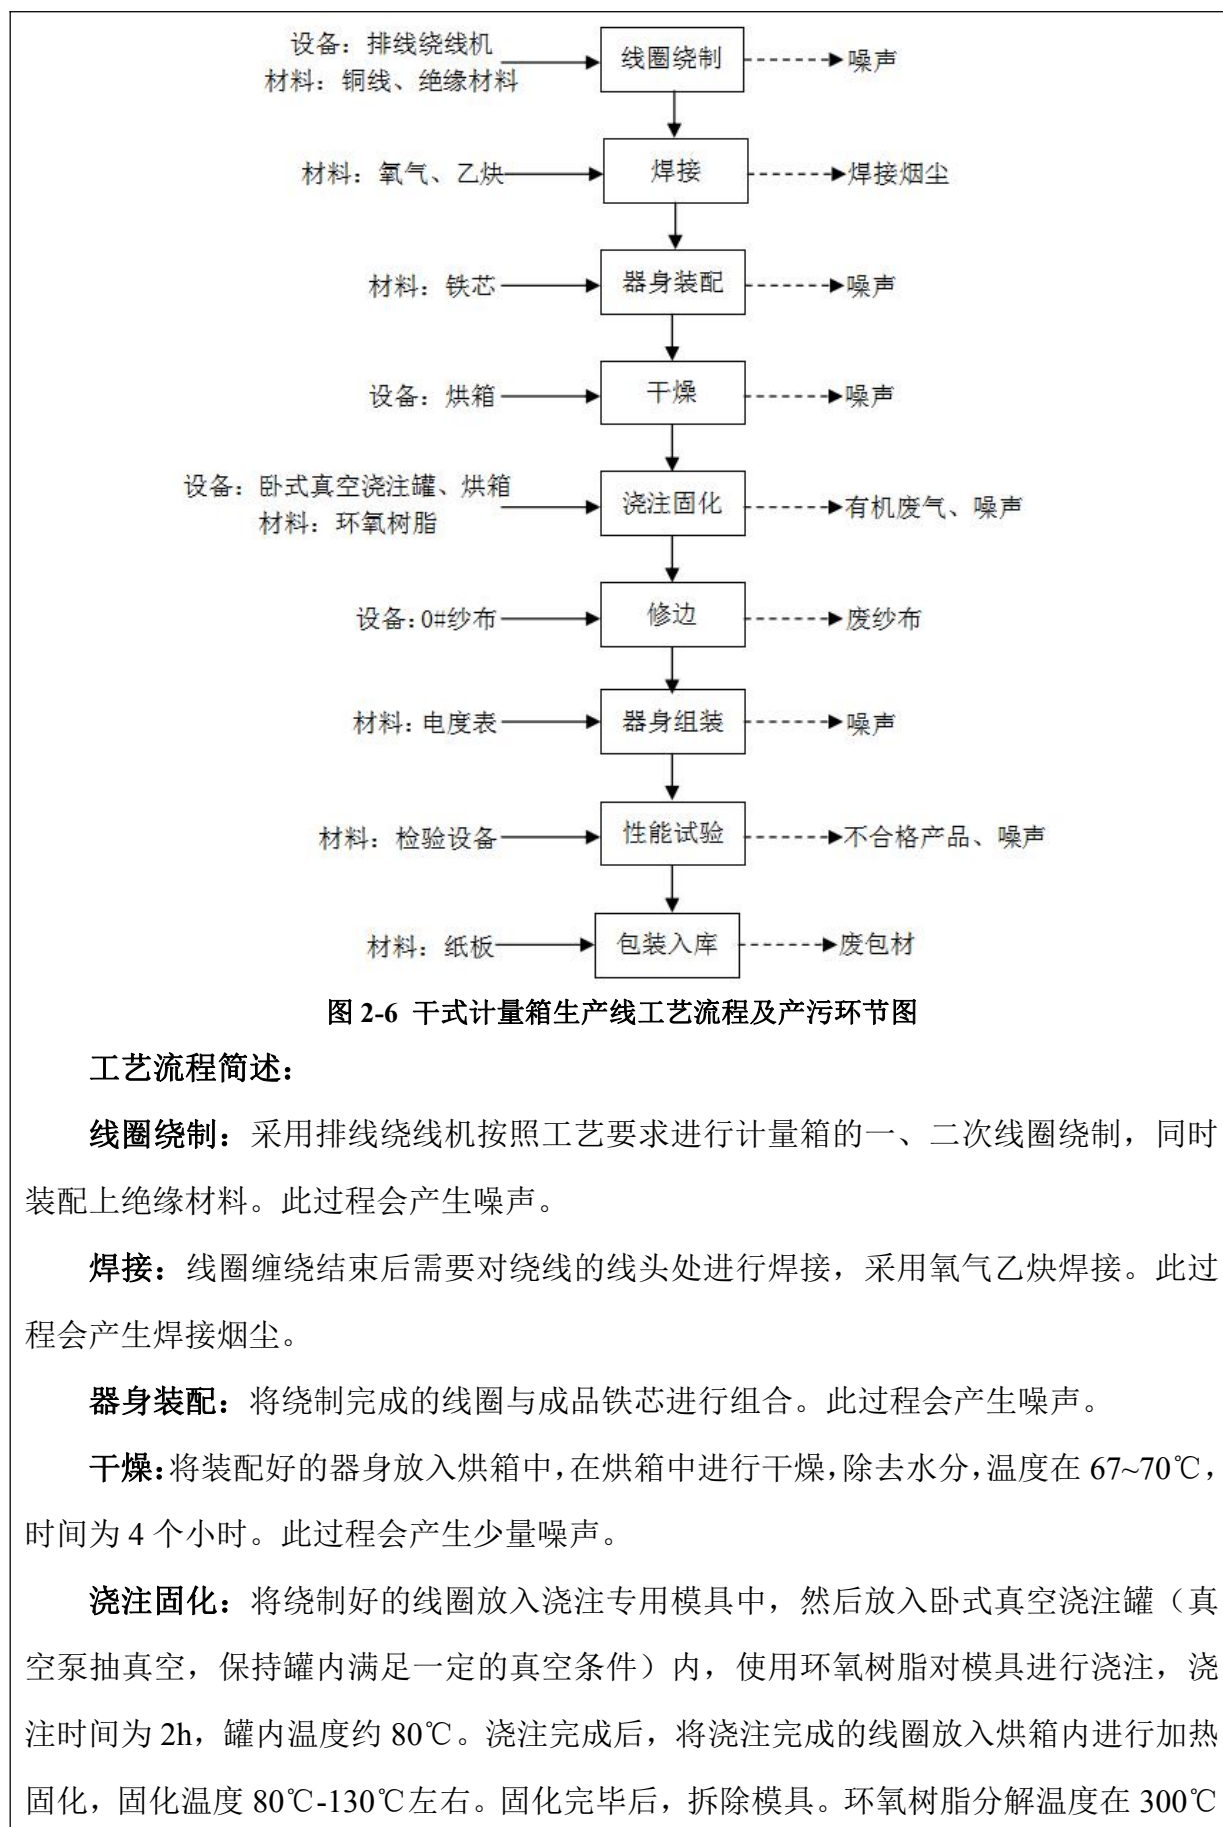 设备：排线绕线机
材料：铜线、绝缘材料
线圈绕制
噪声
材料：氧气、乙炔
焊接
焊接烟尘
材料：铁芯
器身装配
噪声
设备：烘箱
干燥
噪声
设备：卧式真空浇注罐、烘箱
材料：环氧树脂
浇注固化
有机废气、噪声
设备：0#纱布
修边
废纱布
材料：电度表
器身组装
噪声
材料：检验设备
性能试验
不合格产品、噪声
材料：纸板
包装入库
废包材
图 2-6 干式计量箱生产线工艺流程及产污环节图
工艺流程简述：
线圈绕制：采用排线绕线机按照工艺要求进行计量箱的一、二次线圈绕制，同时
装配上绝缘材料。此过程会产生噪声。
焊接：线圈缠绕结束后需要对绕线的线头处进行焊接，采用氧气乙炔焊接。此过
程会产生焊接烟尘。
器身装配：将绕制完成的线圈与成品铁芯进行组合。此过程会产生噪声。
干燥：将装配好的器身放入烘箱中，在烘箱中进行干燥，除去水分，温度在 67~70℃，
时间为 4 个小时。此过程会产生少量噪声。
浇注固化：将绕制好的线圈放入浇注专用模具中，然后放入卧式真空浇注罐（真
空泵抽真空，保持罐内满足一定的真空条件）内，使用环氧树脂对模具进行浇注，浇
注时间为 2h，罐内温度约 80℃。浇注完成后，将浇注完成的线圈放入烘箱内进行加热
固化，固化温度 80℃-130℃左右。固化完毕后，拆除模具。环氧树脂分解温度在 300℃